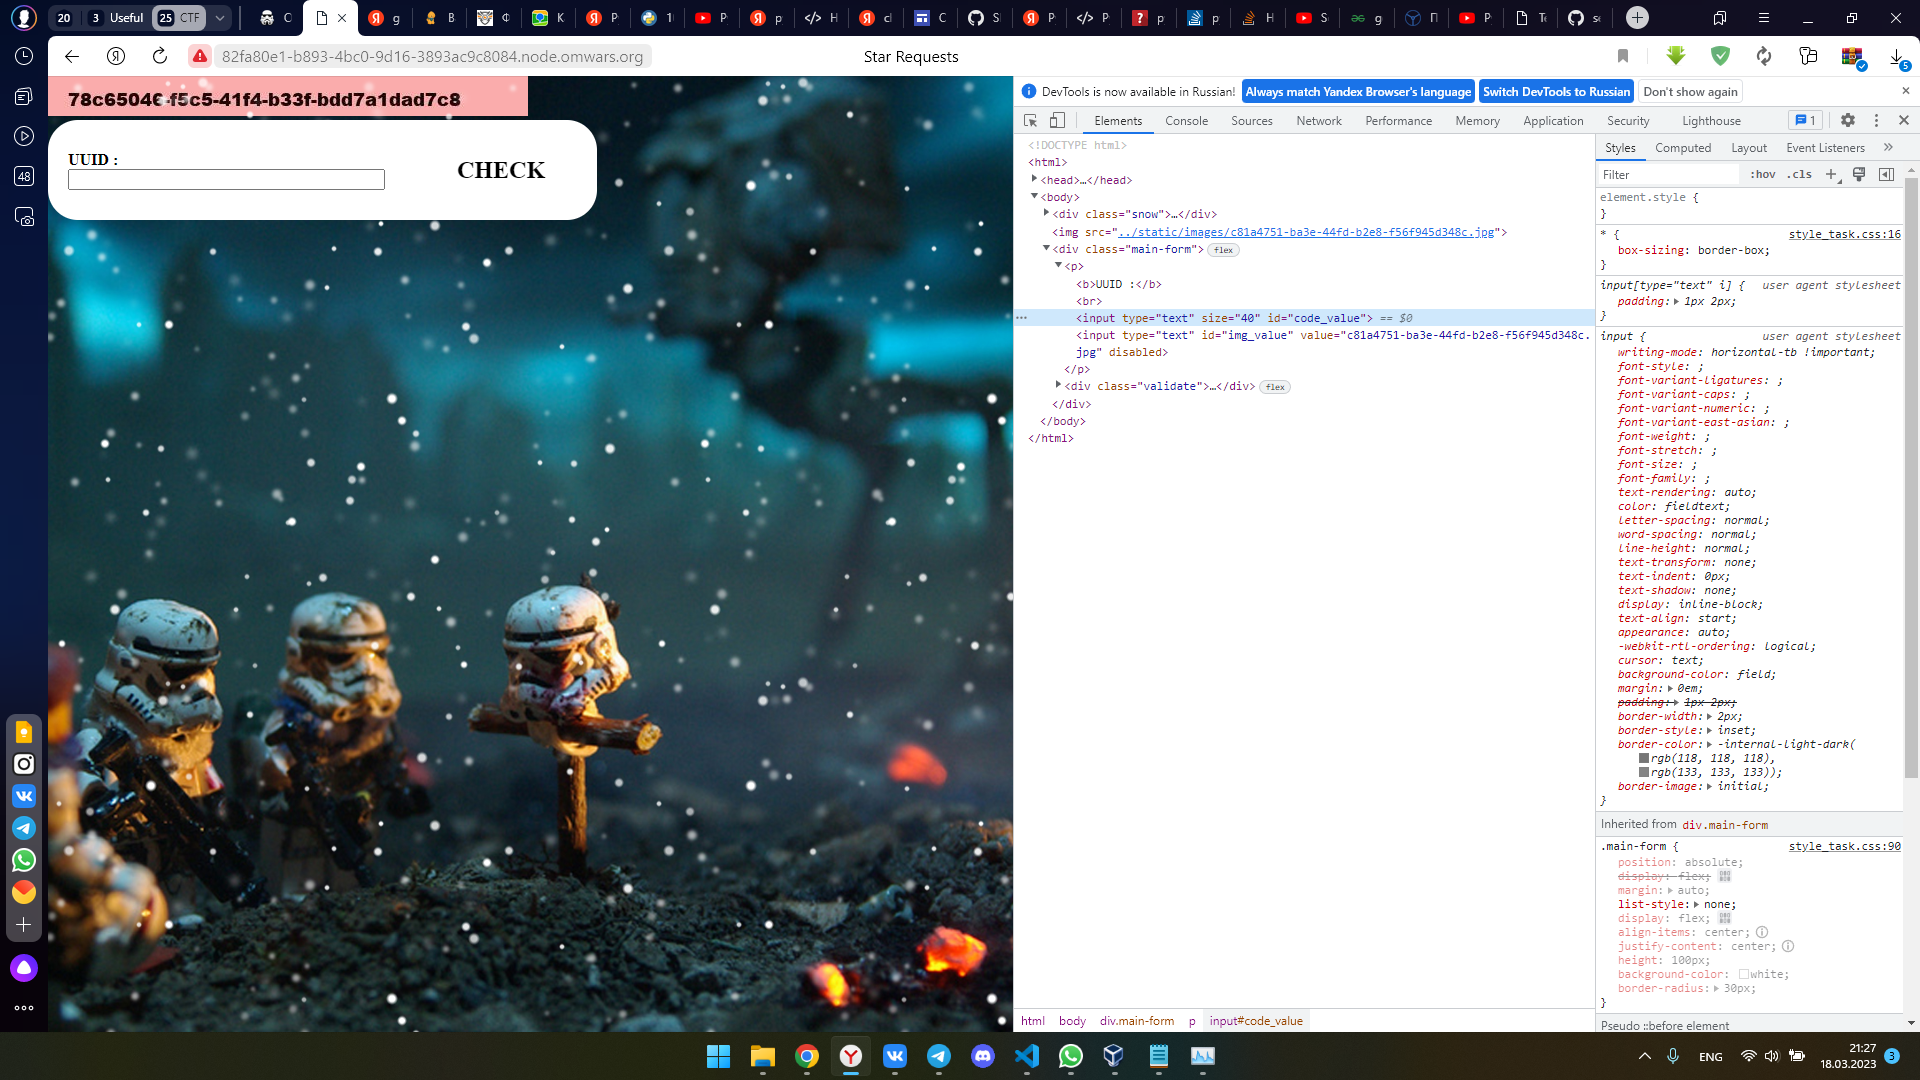 20
3 Useful
25 CTF
82fa80e1-b893-4bc0-9d16-3893ac9c8084.node.omwars.org
Star Requests
48
5
78c65046-f5c5-41f4-b33f-bdd7a1dad7c8
UUID :
CHECK
DevTools is now available in Russian!
Always match Yandex Browser's language
Switch DevTools to Russian
Don't show again
Elements
Console
Sources
Network
Performance
Memory
Application
Security
Lighthouse
1
<!DOCTYPE html>
<html>
<head>…</head>
<body>
<div class="snow">…</div>
<img src="../static/images/c81a4751-ba3e-44fd-b2e8-f56f945d348c.jpg">
<div class="main-form"> flex
<p>
<b>UUID :</b>
<br>
<input type="text" size="40" id="code_value"> == $0
<input type="text" id="img_value" value="c81a4751-ba3e-44fd-b2e8-f56f945d348c.
jpg" disabled>
</p>
<div class="validate">…</div> flex
</div>
</body>
</html>
html body div.main-form p input#code_value
Styles Computed Layout Event Listeners
Filter
:hov .cls
element.style {
}
* { style_task.css:16
box-sizing: border-box;
}
input[type="text" i] { user agent stylesheet
padding: 1px 2px;
}
input { user agent stylesheet
writing-mode: horizontal-tb !important;
font-style: ;
font-variant-ligatures: ;
font-variant-caps: ;
font-variant-numeric: ;
font-variant-east-asian: ;
font-weight: ;
font-stretch: ;
font-size: ;
font-family: ;
text-rendering: auto;
color: fieldtext;
letter-spacing: normal;
word-spacing: normal;
line-height: normal;
text-transform: none;
text-indent: 0px;
text-shadow: none;
display: inline-block;
text-align: start;
appearance: auto;
-webkit-rtl-ordering: logical;
cursor: text;
background-color: field;
margin: 0em;
padding: 1px 2px;
border-width: 2px;
border-style: inset;
border-color: -internal-light-dark(
rgb(118, 118, 118),
rgb(133, 133, 133));
border-image: initial;
}
Inherited from div.main-form
.main-form { style_task.css:90
position: absolute;
display: flex;
margin: auto;
list-style: none;
display: flex;
align-items: center;
justify-content: center;
height: 100px;
background-color: white;
border-radius: 30px;
}
Pseudo ::before element
ENG
21:27
18.03.2023
3